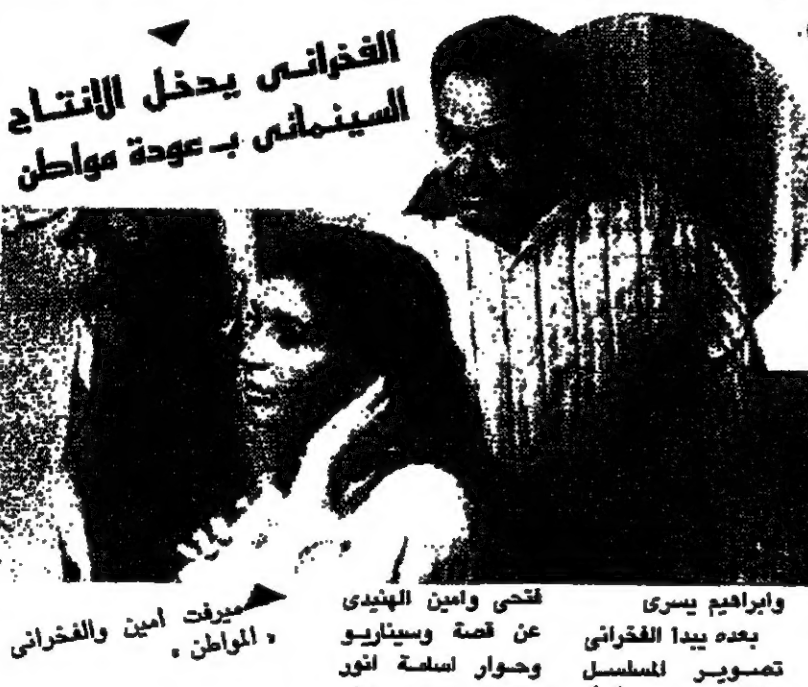 الفخرانى يدخل الانتاج
السينمائى بـ عودة مواطن
وابراهيم يسرى
بعده يبدا الفخرانى
تصوير المسلسل
فتحى وامين الهنيدى
عن قصة وسيناريو
وحوار اسامة انور
ميرفت أمين والفخرانى
« المواطن »